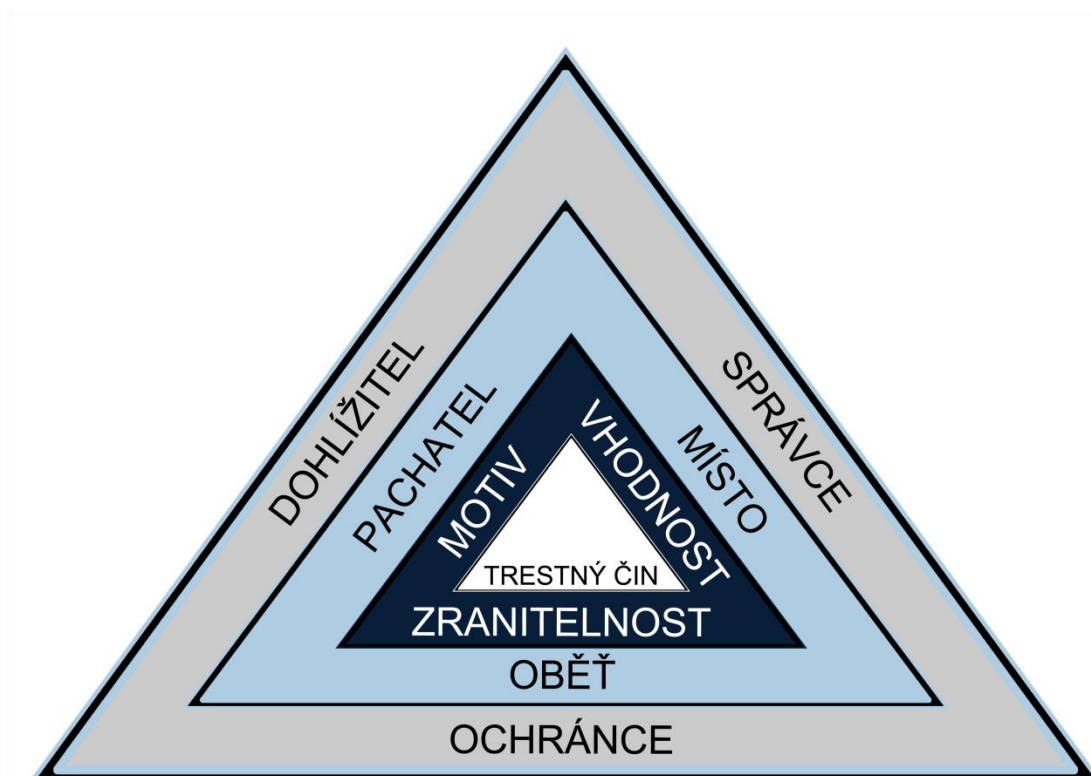 DOHLÍŽITEL
SPRÁVCE
PACHATEL
MÍSTO
MOTIV
VHODNOST
TRESTNÝ ČIN
ZRANITELNOST
OBĚŤ
OCHRÁNCE